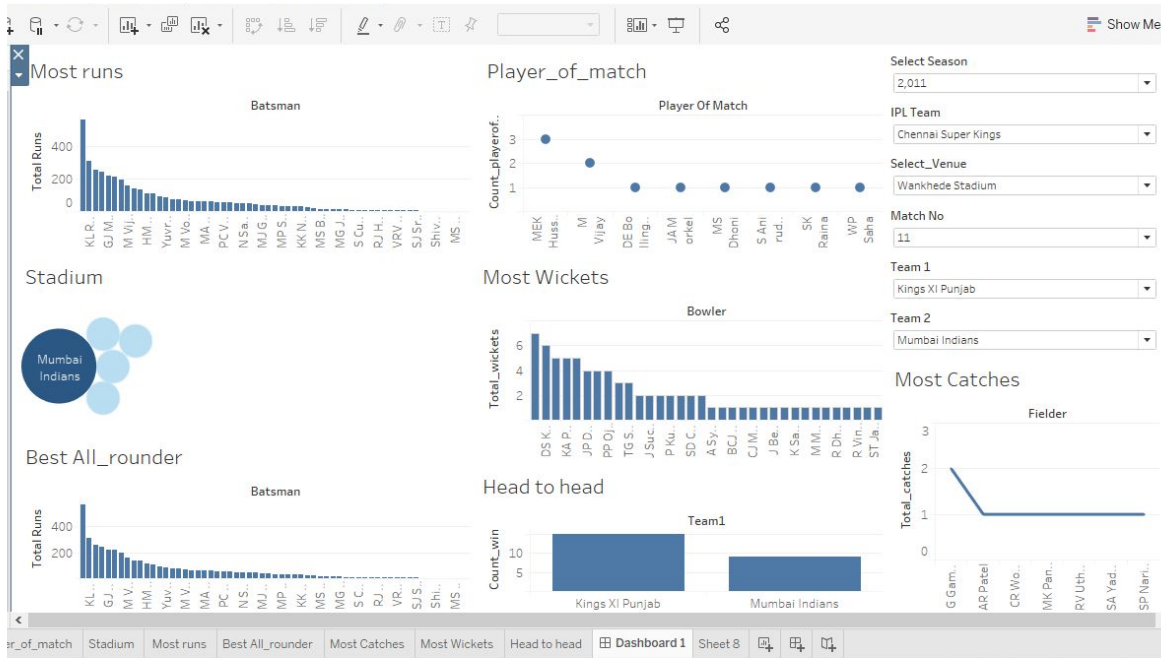 Show Me
Most runs
Batsman
Total Runs
400
200
0
KL R..
GJ M..
M Vij..
HM ..
Yuvr..
M Vo..
MA ..
PC V..
N Sa..
MJ G..
MP S..
KK N..
MS B..
MG J..
S Cu..
RJ H..
VRV ..
SJ Sr..
Shiv..
MS ..
Player_of_match
Player Of Match
Count_playerof..
3
2
1
MEK
Huss..
M
Vijay
DE Bo
lling..
JA M
orkel
MS
Dhoni
S Ani
rud..
SK
Raina
WP
Saha
Select Season
2,011
IPL Team
Chennai Super Kings
Select_Venue
Wankhede Stadium
Match No
11
Team 1
Kings XI Punjab
Team 2
Mumbai Indians
Stadium
Mumbai
Indians
Most Wickets
Bowler
Total_wickets
6
4
2
DS K..
KA P..
JP D..
PP Oj..
TG S..
J Suc..
P Ku..
SD C..
A Sy..
BCJ ..
CJ M..
J Be..
K Sa..
M M..
R Dh..
R Vin..
ST Ja..
Most Catches
Fielder
Total_catches
3
2
1
0
G Gam..
AR Patel
CR Wo..
MK Pan..
RV Uth..
SA Yad..
SP Nari..
Best All_rounder
Batsman
Total Runs
400
200
KL ..
GJ ..
M V..
HM ..
Yuv..
M V..
MA ..
PC ..
N S..
MJ ..
MP ..
KK ..
MS ..
MG ..
S C..
RJ ..
VR..
SJ S..
Shi..
MS ..
Head to head
Team1
Count_win
10
5
Kings XI Punjab
Mumbai Indians
er_of_match
Stadium
Most runs
Best All_rounder
Most Catches
Most Wickets
Head to head
Dashboard 1
Sheet 8